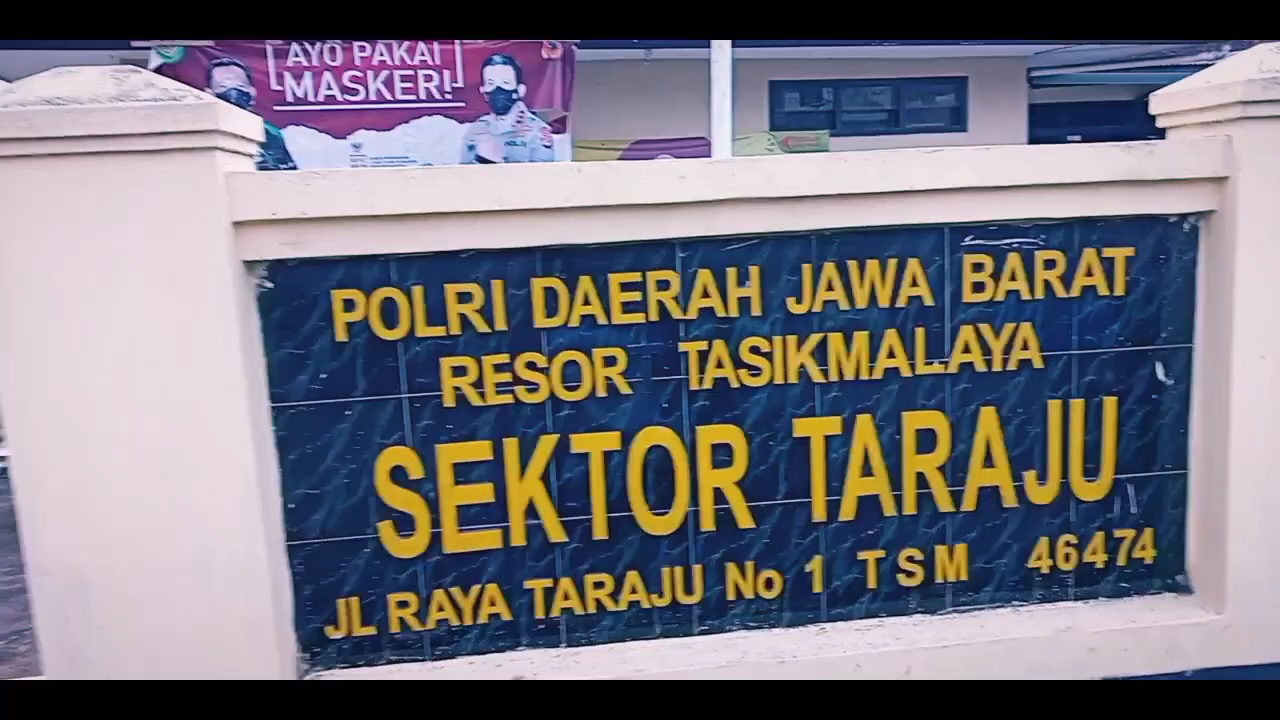 AYO PAKAI
MASKER!
POLRI DAERAH JAWA BARAT
RESOR TASIKMALAYA
SEKTOR TARAJU
JL RAYA TARAJU No 1 TSM 46474